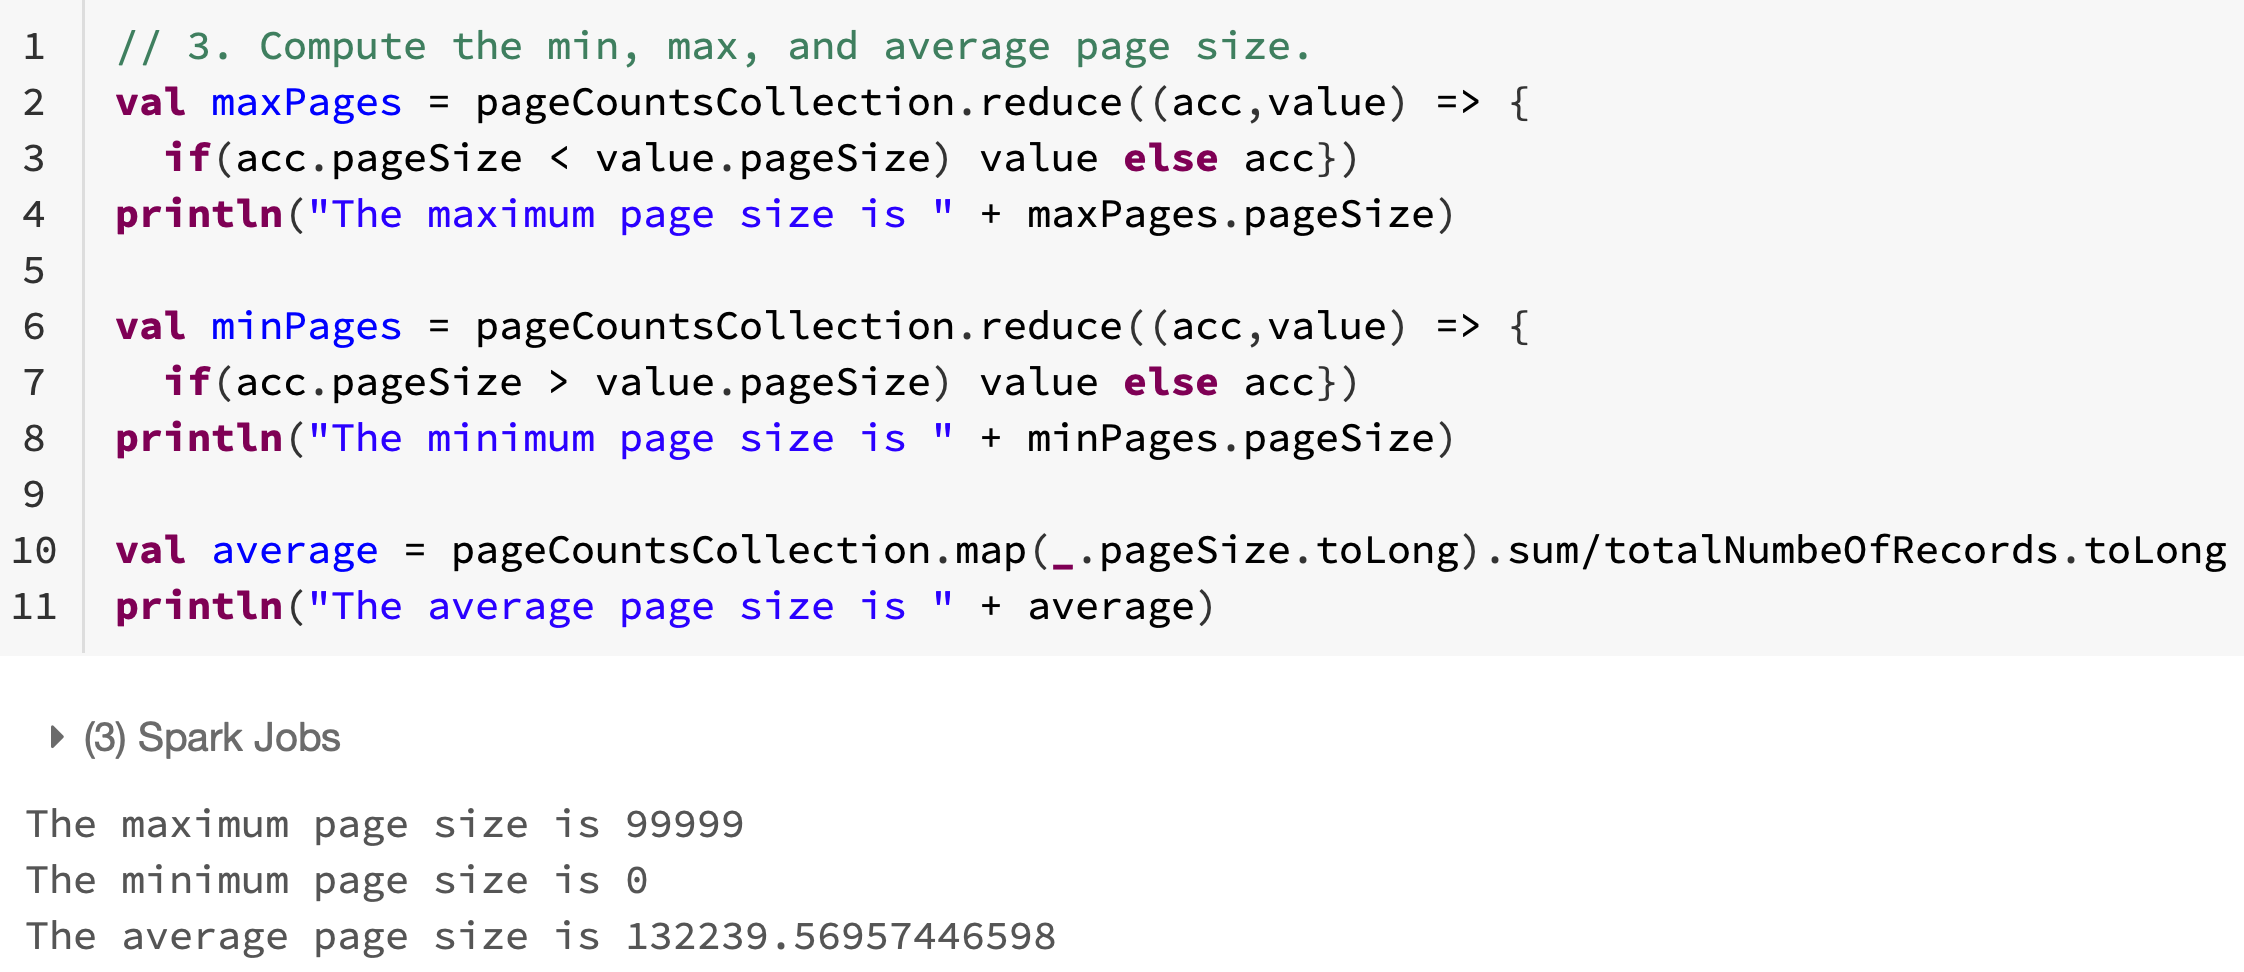 1 // 3. Compute the min, max, and average page size.
2 val maxPages = pageCountsCollection.reduce((acc,value) => {
3   if(acc.pageSize < value.pageSize) value else acc})
4 println("The maximum page size is " + maxPages.pageSize)
5
6 val minPages = pageCountsCollection.reduce((acc,value) => {
7   if(acc.pageSize > value.pageSize) value else acc})
8 println("The minimum page size is " + minPages.pageSize)
9
10 val average = pageCountsCollection.map(_.pageSize.toLong).sum/totalNumbeOfRecords.toLong
11 println("The average page size is " + average)
(3) Spark Jobs
The maximum page size is 99999
The minimum page size is 0
The average page size is 132239.56957446598